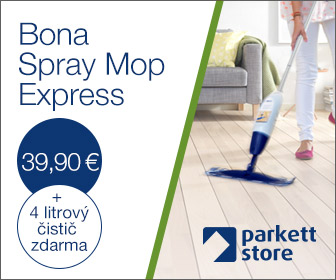 Bona
Spray Mop
Express
39,90 €
+
4 litrový
čistič
zdarma
parkett
store